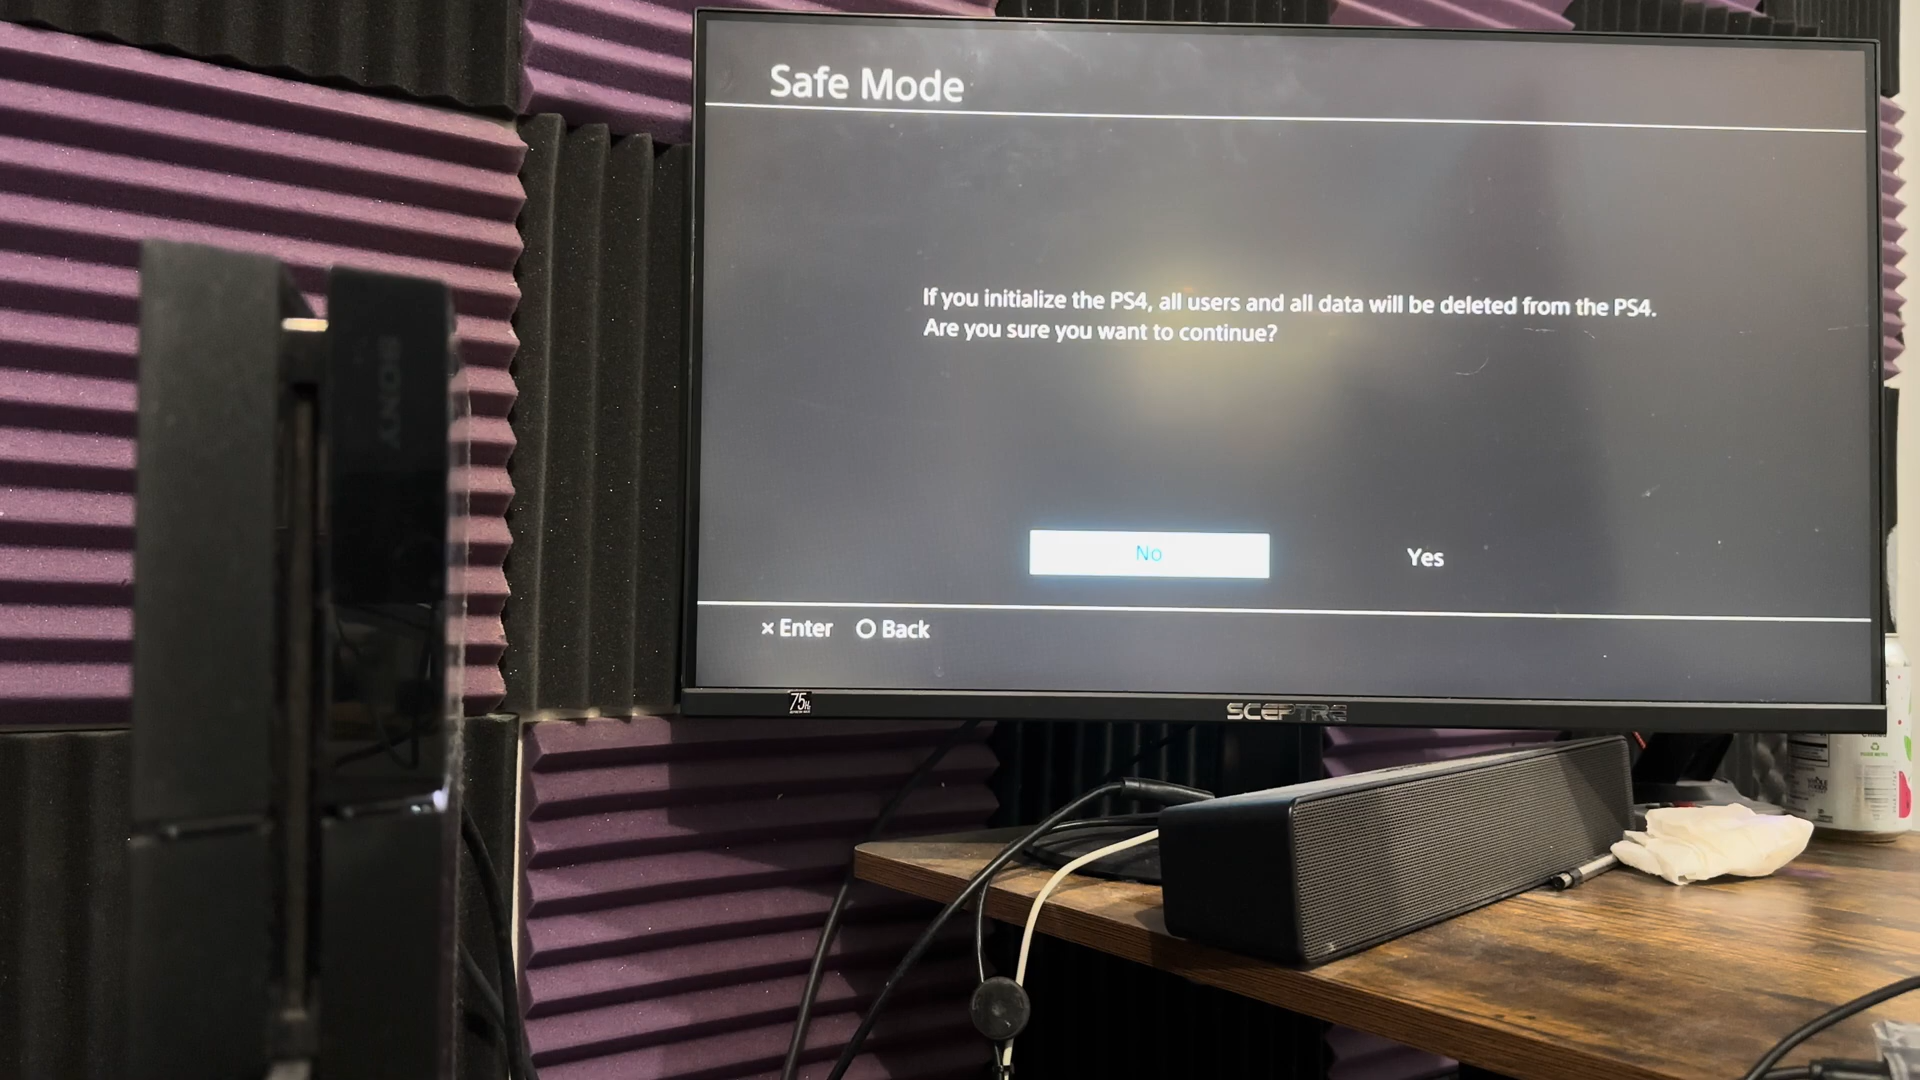 Safe Mode
If you initialize the PS4, all users and all data will be deleted from the PS4.
Are you sure you want to continue?
No
Yes
× Enter
Back
75Hz
SCEPTRE
SONY